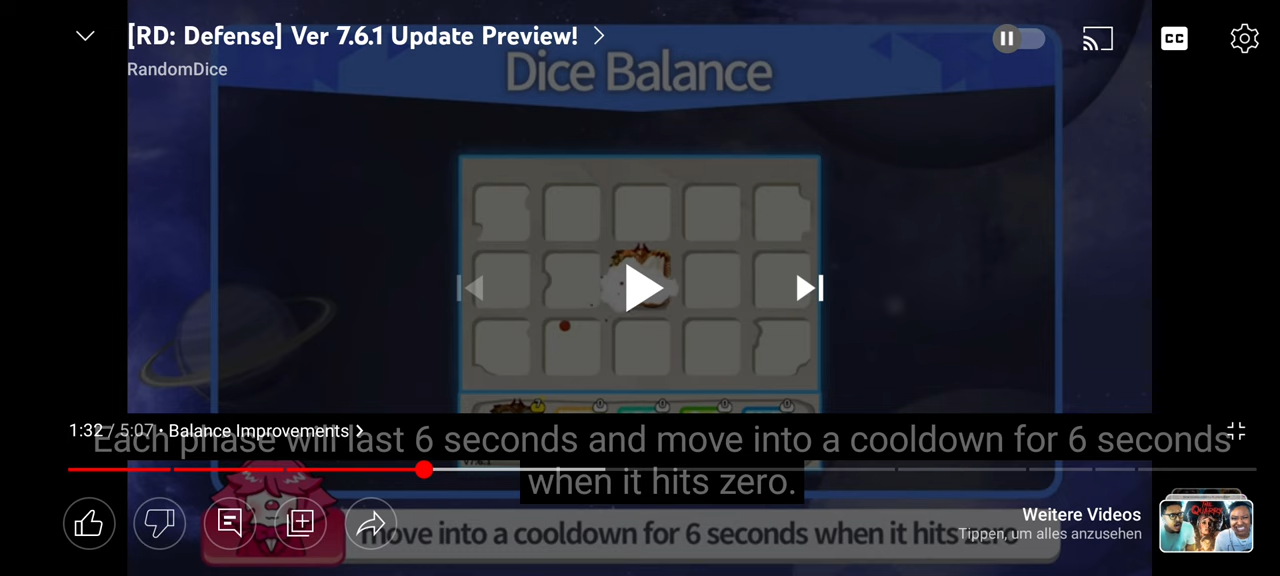 [RD: Defense] Ver 7.6.1 Update Preview!
RandomDice
CC
Dice Balance
1:32 / 5:07 • Balance Improvements
Each phase will last 6 seconds and move into a cooldown for 6 seconds
when it hits zero.
move into a cooldown for 6 seconds when it hits zero
Weitere Videos
Tippen, um alles anzusehen